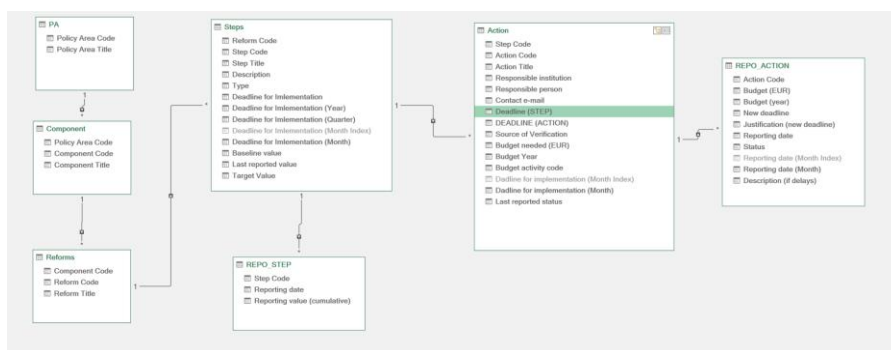 PA
Policy Area Code
Policy Area Title
1
*
Component
Policy Area Code
Component Code
Component Title
1
*
Reforms
Component Code
Reform Code
Reform Title
1
*
Steps
Reform Code
Step Code
Step Title
Description
Type
Deadline for Imlementation
Deadline for Imlementation (Year)
Deadline for Imlementation (Quarter)
Deadline for Imlementation (Month Index)
Deadline for Imlementation (Month)
Baseline value
Last reported value
Target Value
1
*
REPO_STEP
Step Code
Reporting date
Reporting value (cumulative)
1
*
Action
Step Code
Action Code
Action Title
Responsible institution
Responsible person
Contact e-mail
Deadline (STEP)
DEADLINE (ACTION)
Source of Verification
Budget needed (EUR)
Budget Year
Budget activity code
Dadline for implementation (Month Index)
Dadline for implementation (Month)
Last reported status
1
*
REPO_ACTION
Action Code
Budget (EUR)
Budget (year)
New deadline
Justification (new deadline)
Reporting date
Status
Reporting date (Month Index)
Reporting date (Month)
Description (if delays)